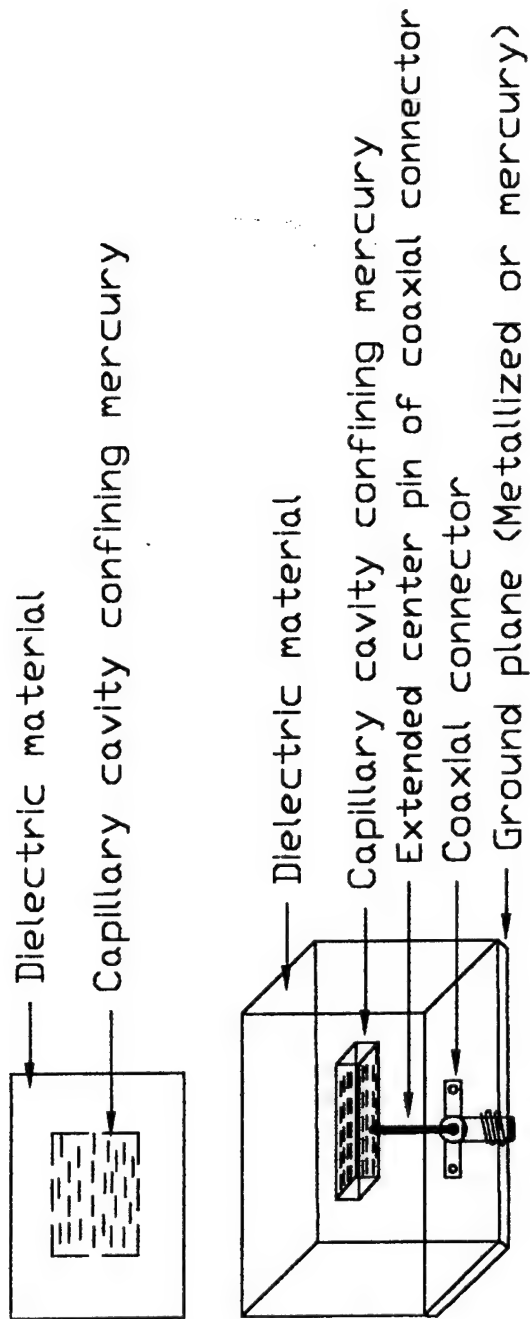 Dielectric material
Capillary cavity confining mercury
Dielectric material
Capillary cavity confining mercury
Extended center pin of coaxial connector
Coaxial connector
Ground plane (Metallized or mercury)